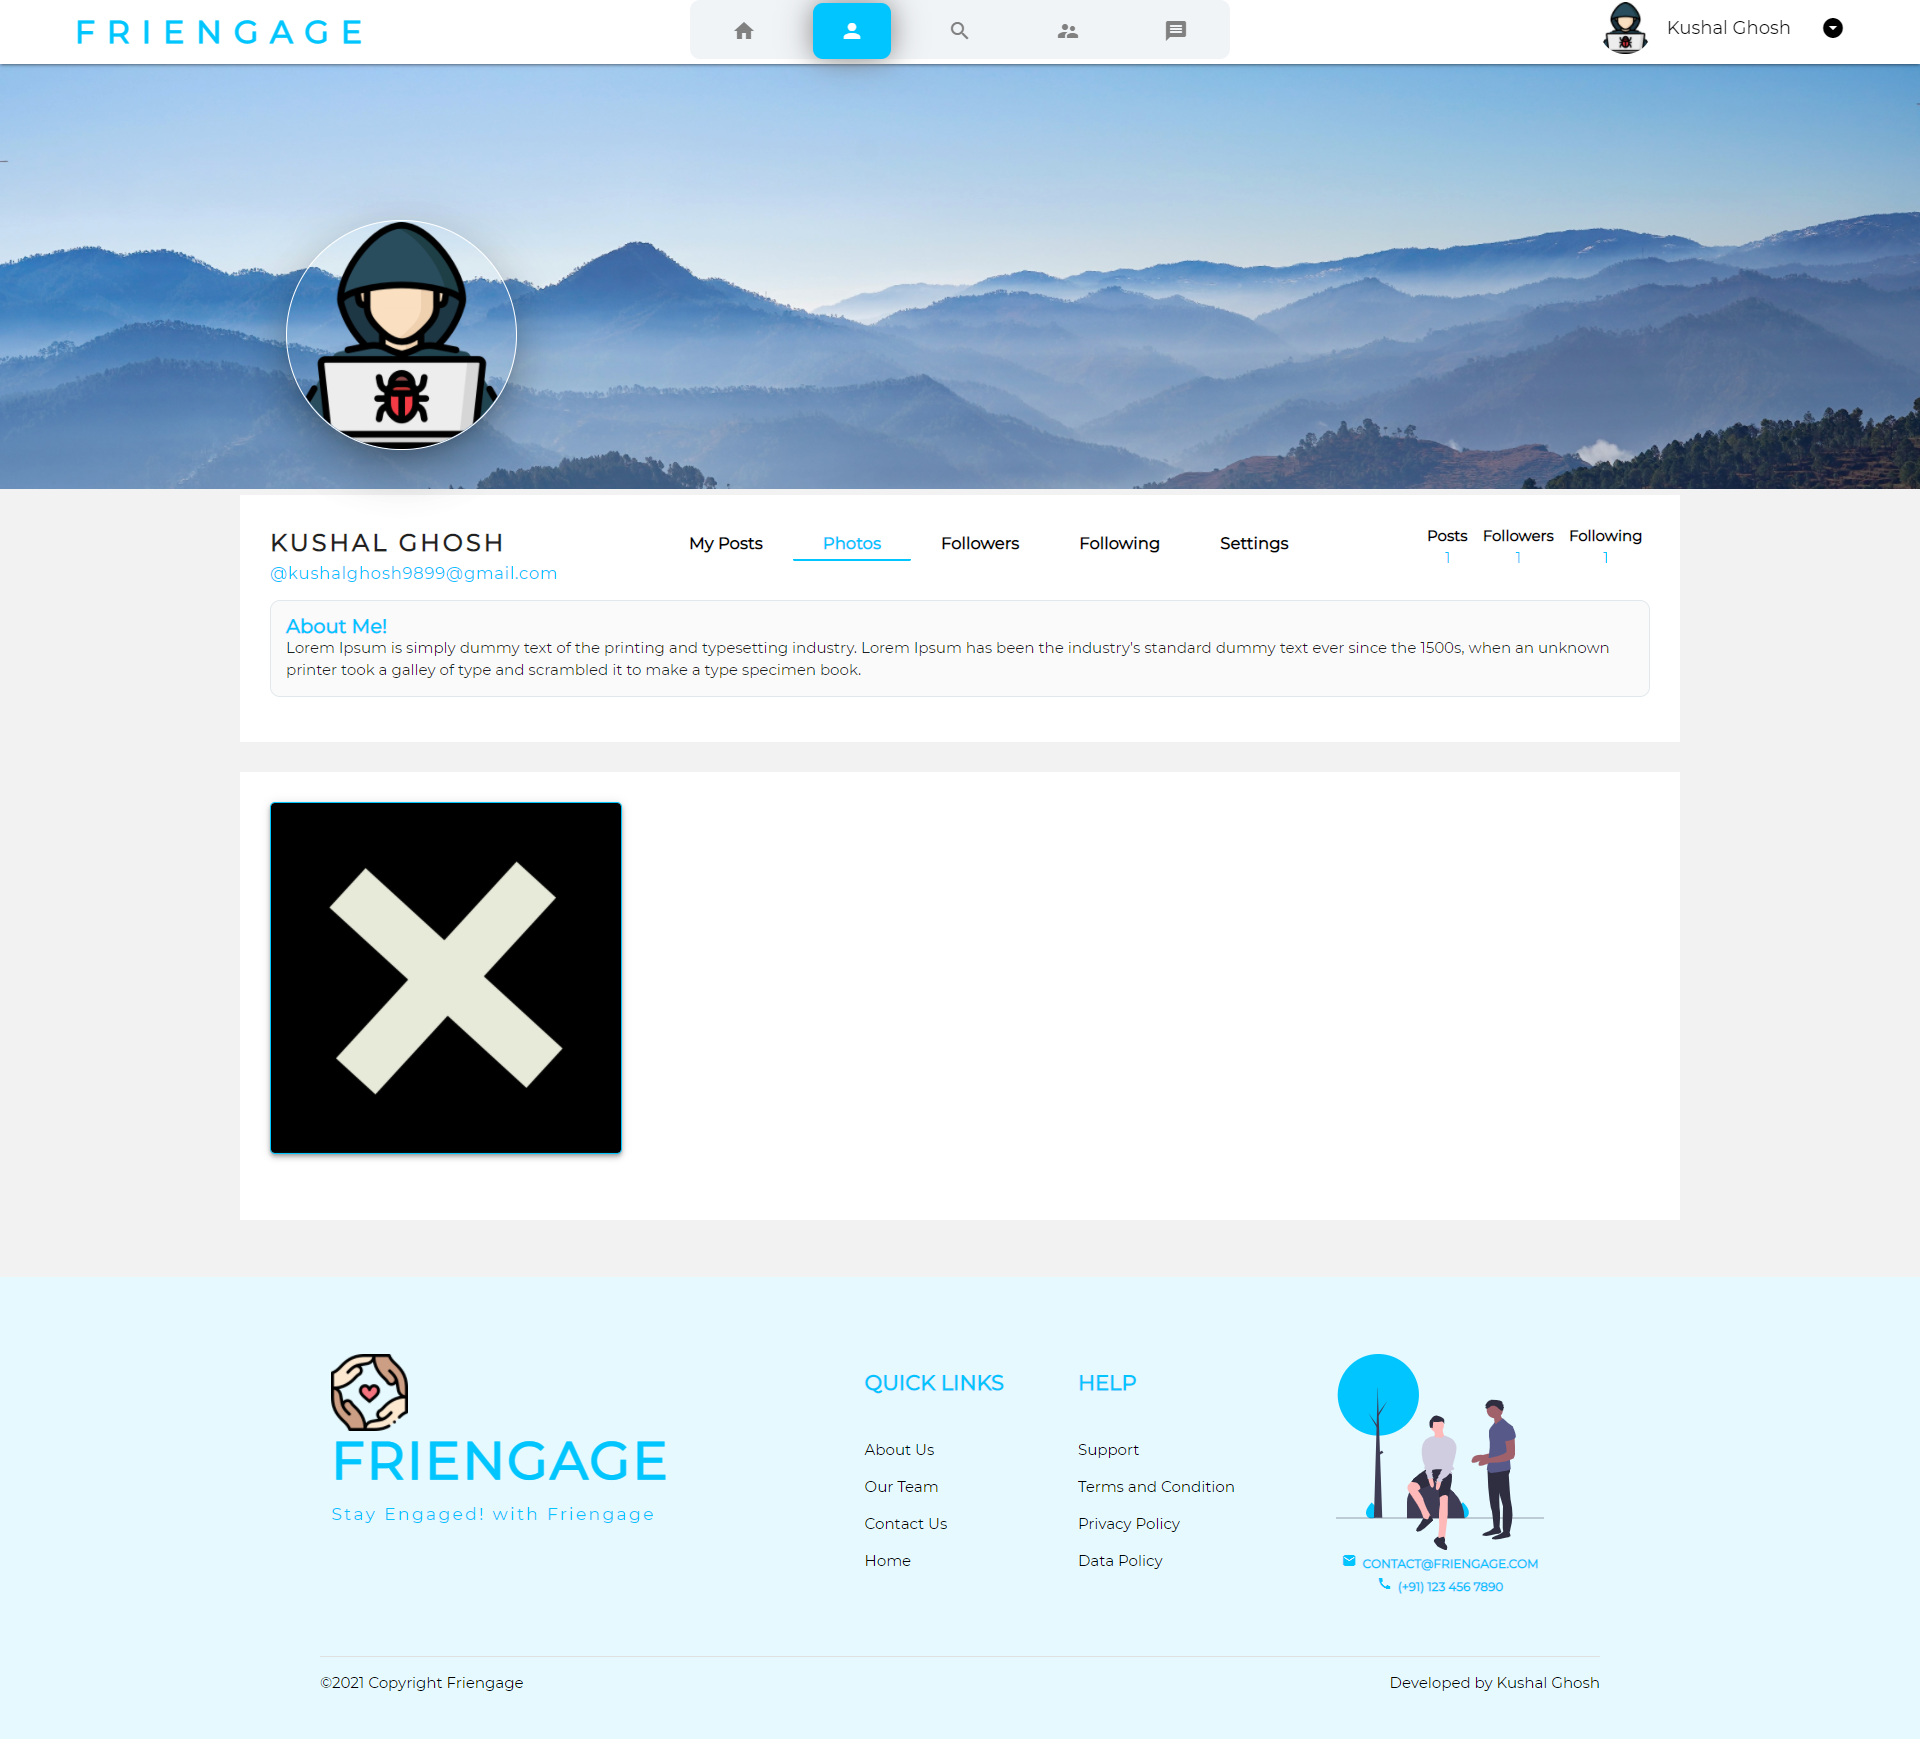 FRIENGAGE
Kushal Ghosh
KUSHAL GHOSH
@kushalghosh9899@gmail.com
My Posts
Photos
Followers
Following
Settings
Posts Followers Following
1 1 1
About Me!
Lorem Ipsum is simply dummy text of the printing and typesetting industry. Lorem Ipsum has been the industry's standard dummy text ever since the 1500s, when an unknown
printer took a galley of type and scrambled it to make a type specimen book.
FRIENGAGE
Stay Engaged! with Friengage
QUICK LINKS
About Us
Our Team
Contact Us
Home
HELP
Support
Terms and Condition
Privacy Policy
Data Policy
CONTACT@FRIENGAGE.COM
(+91) 123 456 7890
©2021 Copyright Friengage
Developed by Kushal Ghosh